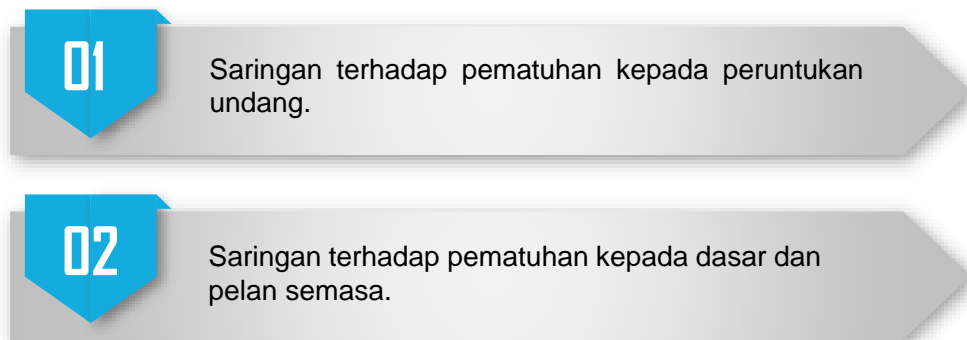 01
Saringan terhadap pematuhan kepada peruntukan
undang.
02
Saringan terhadap pematuhan kepada dasar dan
pelan semasa.